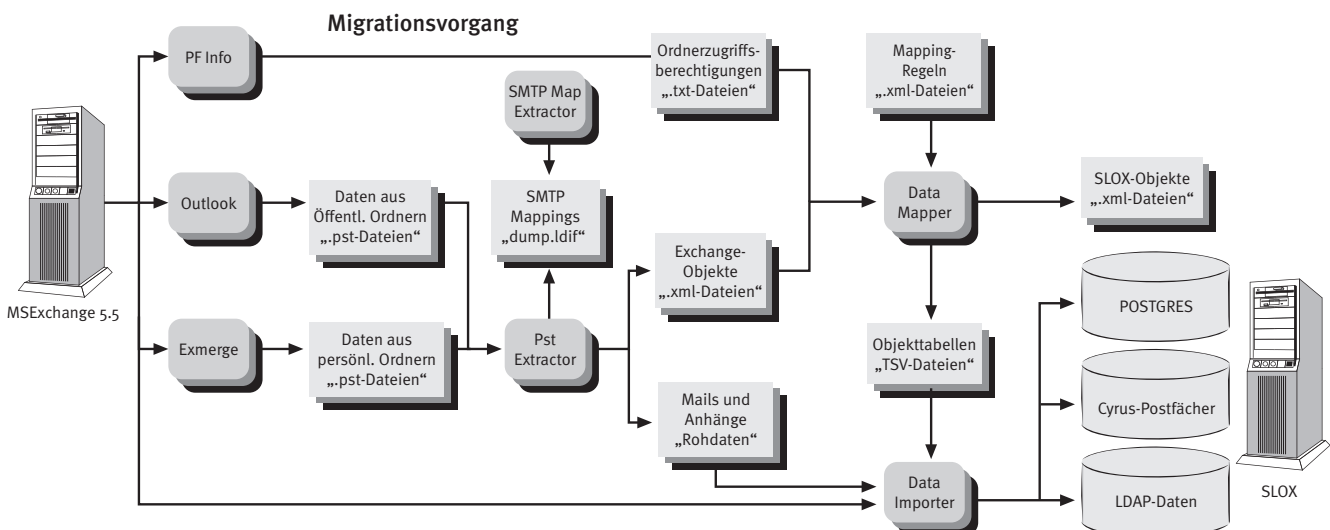 Migrationsvorgang
PF Info
SMTP Map
Extractor
Ordnerzugriffs-
berechtigungen
„.txt-Dateien“
Mapping-
Regeln
„.xml-Dateien“
MSExchange 5.5
Outlook
Daten aus
Öffentl. Ordnern
„.pst-Dateien“
SMTP
Mappings
„dump.ldif“
Data
Mapper
SLOX-Objekte
„.xml-Dateien“
Exchange-
Objekte
„.xml-Dateien“
Exmerge
Daten aus
persönl. Ordnern
„.pst-Dateien“
Pst
Extractor
Objekttabellen
„TSV-Dateien“
POSTGRES
Mails und
Anhänge
„Rohdaten“
Cyrus-Postfächer
Data
Importer
LDAP-Daten
SLOX